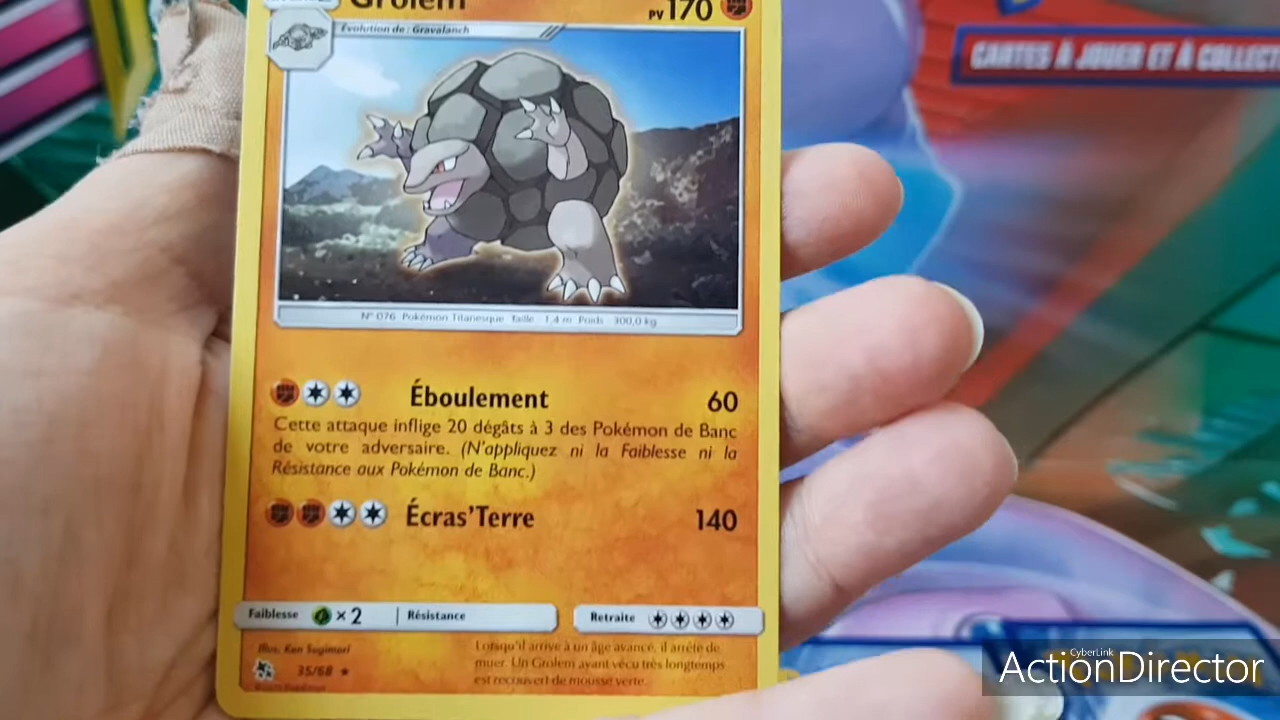 Grolem
PV 170
Évolution de : Gravalanch
CARTES À JOUER ET À COLLECT
N° 076 Pokémon Titanesque Taille : 1,4 m Poids : 300,0 kg
Éboulement 60
Cette attaque inflige 20 dégâts à 3 des Pokémon de Banc
de votre adversaire. (N'appliquez ni la Faiblesse ni la
Résistance aux Pokémon de Banc.)
Écras'Terre 140
Faiblesse ×2 Résistance
Retraite
Illus. Ken Sugimori
35/68 ★
Lorsqu'il arrive à un âge avancé, il arrête de
muer. Un Grolem ayant vécu très longtemps
est recouvert de mousse verte.
CyberLink
ActionDirector